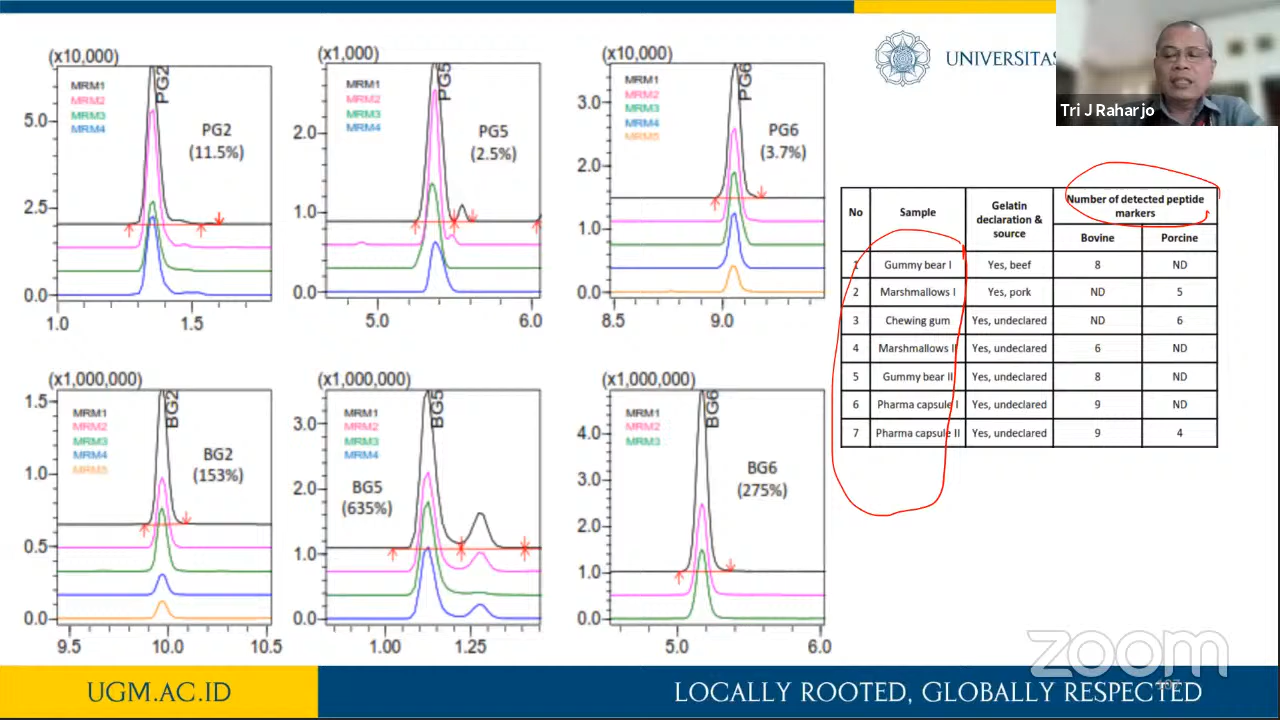 UNIVERSITAS
Tri J Raharjo
(x10,000)
MRM1
MRM2
MRM3
MRM4
PG2
PG2
(11.5%)
5.0
2.5
0.0
1.0
1.5
(x1,000)
MRM1
MRM2
MRM3
MRM4
PG5
PG5
(2.5%)
2.0
1.0
0.0
5.0
6.0
(x10,000)
MRM1
MRM2
MRM3
MRM4
MRM5
PG6
PG6
(3.7%)
3.0
2.0
1.0
0.0
8.5
9.0
(x1,000,000)
MRM1
MRM2
MRM3
MRM4
MRM5
BG2
BG2
(153%)
1.5
1.0
0.5
0.0
9.5
10.0
10.5
(x1,000,000)
MRM1
MRM2
MRM3
MRM4
BG5
BG5
(635%)
3.0
2.0
1.0
0.0
1.00
1.25
(x1,000,000)
MRM1
MRM2
MRM3
BG6
BG6
(275%)
4.0
3.0
2.0
1.0
0.0
5.0
6.0
No Sample Gelatin declaration & source Number of detected peptide markers
Bovine Porcine
1 Gummy bear I Yes, beef 8 ND
2 Marshmallows I Yes, pork ND 5
3 Chewing gum Yes, undeclared ND 6
4 Marshmallows II Yes, undeclared 6 ND
5 Gummy bear II Yes, undeclared 8 ND
6 Pharma capsule I Yes, undeclared 9 ND
7 Pharma capsule II Yes, undeclared 9 4
zoom
UGM.AC.ID
LOCALLY ROOTED, GLOBALLY RESPECTED